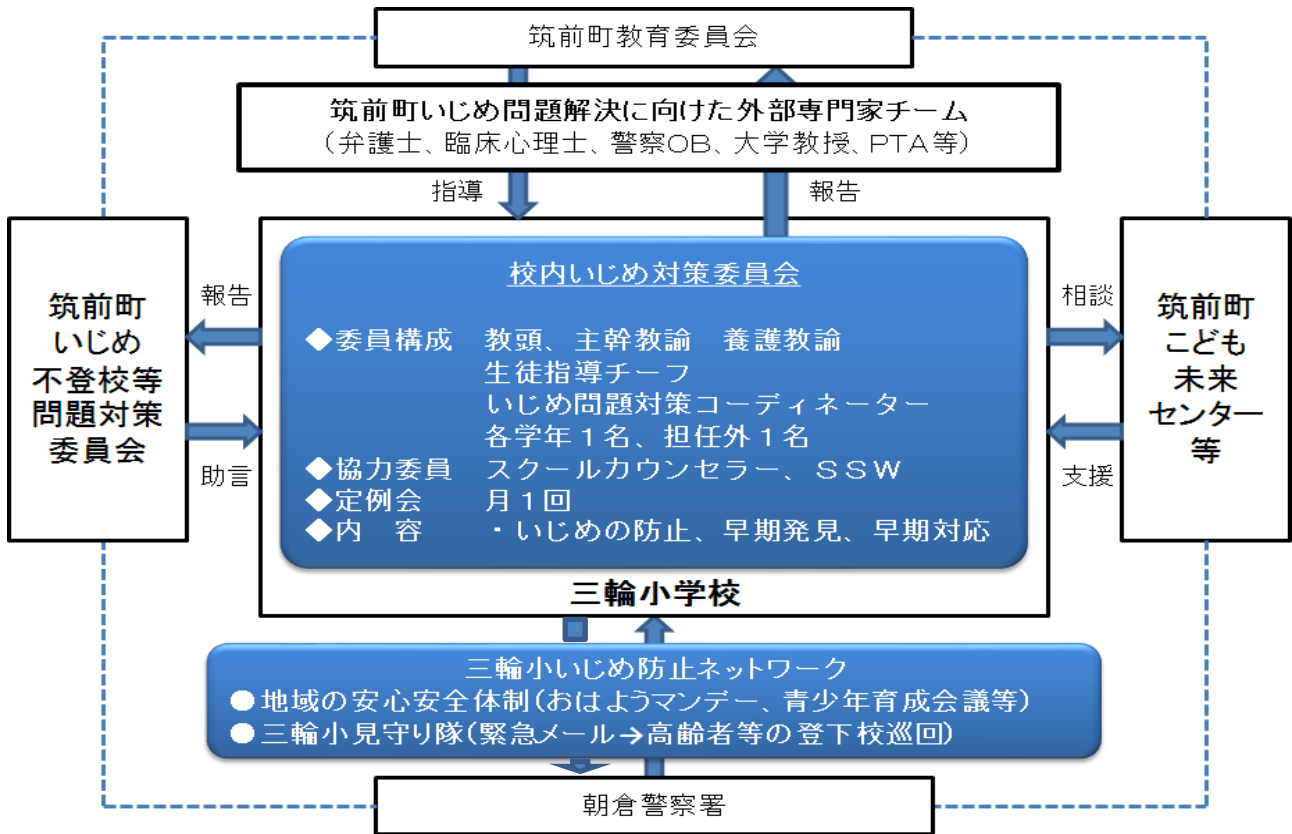 筑前町教育委員会
筑前町いじめ問題解決に向けた外部専門家チーム
(弁護士、臨床心理士、警察OB、大学教授、PTA等)
指導
報告
筑前町
いじめ
不登校等
問題対策
委員会
報告
助言
校内いじめ対策委員会
◆委員構成 教頭、主幹教諭 養護教諭
生徒指導チーフ
いじめ問題対策コーディネーター
各学年1名、担任外1名
◆協力委員 スクールカウンセラー、SSW
◆定例会 月1回
◆内 容 ・いじめの防止、早期発見、早期対応
三輪小学校
相談
支援
筑前町
こども
未来
センター
等
三輪小いじめ防止ネットワーク
●地域の安心安全体制(おはようマンデー、青少年育成会議等)
●三輪小見守り隊(緊急メール→高齢者等の登下校巡回)
朝倉警察署